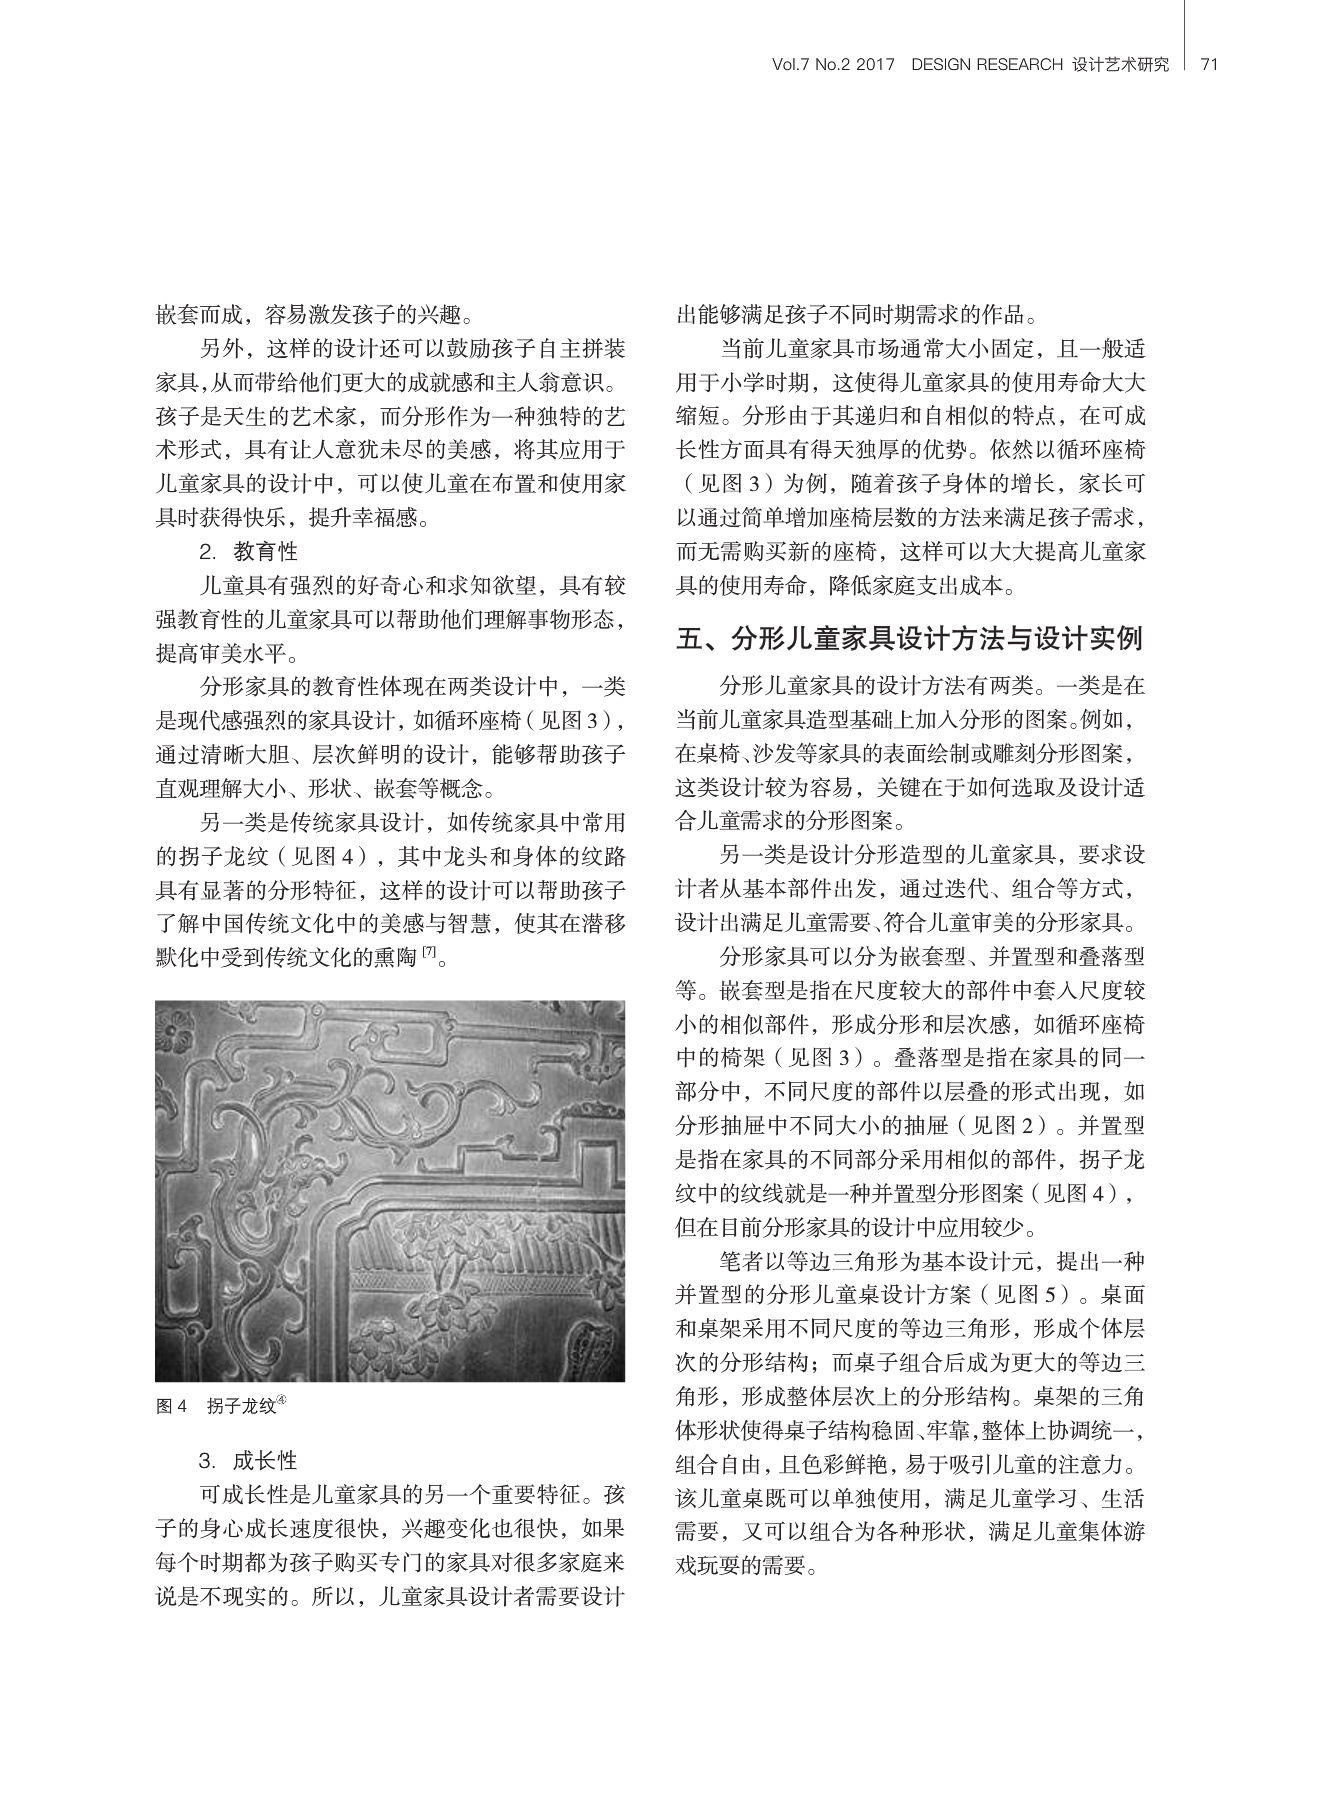 Vol.7 No.2 2017 DESIGN RESEARCH 设计艺术研究 71
嵌套而成，容易激发孩子的兴趣。
另外，这样的设计还可以鼓励孩子自主拼装
家具，从而带给他们更大的成就感和主人翁意识。
孩子是天生的艺术家，而分形作为一种独特的艺
术形式，具有让人意犹未尽的美感，将其应用于
儿童家具的设计中，可以使儿童在布置和使用家
具时获得快乐，提升幸福感。
2. 教育性
儿童具有强烈的好奇心和求知欲望，具有较
强教育性的儿童家具可以帮助他们理解事物形态，
提高审美水平。
分形家具的教育性体现在两类设计中，一类
是现代感强烈的家具设计，如循环座椅（见图 3），
通过清晰大胆、层次鲜明的设计，能够帮助孩子
直观理解大小、形状、嵌套等概念。
另一类是传统家具设计，如传统家具中常用
的拐子龙纹（见图 4），其中龙头和身体的纹路
具有显著的分形特征，这样的设计可以帮助孩子
了解中国传统文化中的美感与智慧，使其在潜移
默化中受到传统文化的熏陶 [7]。
图 4 拐子龙纹④
3. 成长性
可成长性是儿童家具的另一个重要特征。孩
子的身心成长速度很快，兴趣变化也很快，如果
每个时期都为孩子购买专门的家具对很多家庭来
说是不现实的。所以，儿童家具设计者需要设计
出能够满足孩子不同时期需求的作品。
当前儿童家具市场通常大小固定，且一般适
用于小学时期，这使得儿童家具的使用寿命大大
缩短。分形由于其递归和自相似的特点，在可成
长性方面具有得天独厚的优势。依然以循环座椅
（见图 3）为例，随着孩子身体的增长，家长可
以通过简单增加座椅层数的方法来满足孩子需求，
而无需购买新的座椅，这样可以大大提高儿童家
具的使用寿命，降低家庭支出成本。
五、分形儿童家具设计方法与设计实例
分形儿童家具的设计方法有两类。一类是在
当前儿童家具造型基础上加入分形的图案。例如，
在桌椅、沙发等家具的表面绘制或雕刻分形图案，
这类设计较为容易，关键在于如何选取及设计适
合儿童需求的分形图案。
另一类是设计分形造型的儿童家具，要求设
计者从基本部件出发，通过迭代、组合等方式，
设计出满足儿童需要、符合儿童审美的分形家具。
分形家具可以分为嵌套型、并置型和叠落型
等。嵌套型是指在尺度较大的部件中套入尺度较
小的相似部件，形成分形和层次感，如循环座椅
中的椅架（见图 3）。叠落型是指在家具的同一
部分中，不同尺度的部件以层叠的形式出现，如
分形抽屉中不同大小的抽屉（见图 2）。并置型
是指在家具的不同部分采用相似的部件，拐子龙
纹中的纹线就是一种并置型分形图案（见图 4），
但在目前分形家具的设计中应用较少。
笔者以等边三角形为基本设计元，提出一种
并置型的分形儿童桌设计方案（见图 5）。桌面
和桌架采用不同尺度的等边三角形，形成个体层
次的分形结构；而桌子组合后成为更大的等边三
角形，形成整体层次上的分形结构。桌架的三角
体形状使得桌子结构稳固、牢靠，整体上协调统一，
组合自由，且色彩鲜艳，易于吸引儿童的注意力。
该儿童桌既可以单独使用，满足儿童学习、生活
需要，又可以组合为各种形状，满足儿童集体游
戏玩耍的需要。